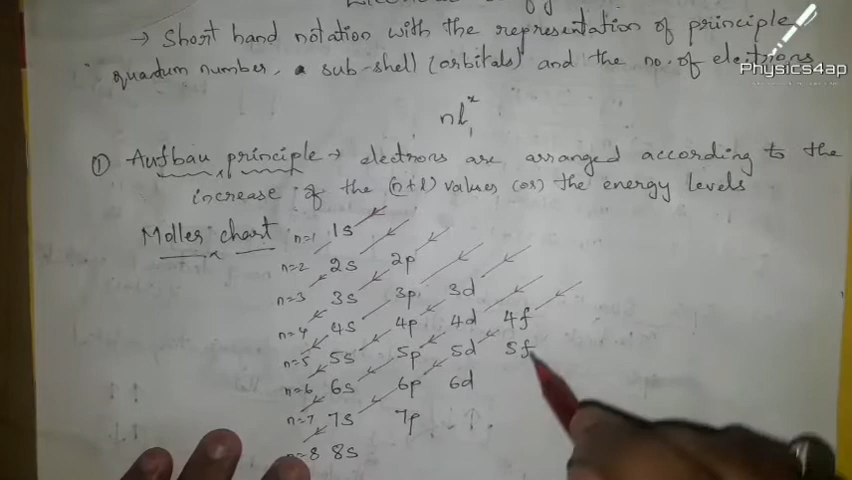 → Short hand notation with the representation of principle
quantum number, a sub-shell (orbitals) and the no. of electrons
Physics4ap
nl^x
① Aufbau principle → electrons are arranged according to the
increase of the (n+l) values (or) the energy levels
Moller chart
n=1 1s
n=2 2s 2p
n=3 3s 3p 3d
n=4 4s 4p 4d 4f
n=5 5s 5p 5d 5f
n=6 6s 6p 6d
n=7 7s 7p
n=8 8s